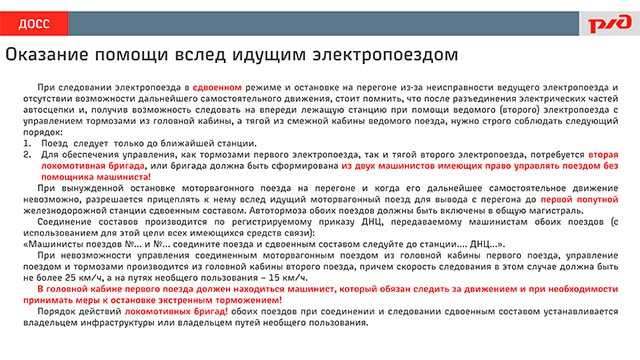 ДОСС
РЖД
Оказание помощи вслед идущим электропоездом
При следовании электропоезда в сдвоенном режиме и остановке на перегоне из-за неисправности ведущего электропоезда и
отсутствии возможности дальнейшего самостоятельного движения, стоит помнить, что после разъединения электрических частей
автосцепки и, получив возможность следовать на впереди лежащую станцию при помощи ведомого (второго) электропоезда с
управлением тормозами из головной кабины, а тягой из смежной кабины ведомого поезда, нужно строго соблюдать следующий
порядок:
1. Поезд следует только до ближайшей станции.
2. Для обеспечения управления, как тормозами первого электропоезда, так и тягой второго электропоезда, потребуется вторая
локомотивная бригада, или бригада должна быть сформирована из двух машинистов имеющих право управлять поездом без
помощника машиниста!
При вынужденной остановке моторвагонного поезда на перегоне и когда его дальнейшее самостоятельное движение
невозможно, разрешается прицеплять к нему вслед идущий моторвагонный поезд для вывода с перегона до первой попутной
железнодорожной станции сдвоенным составом. Автотормоза обоих поездов должны быть включены в общую магистраль.
Соединение составов производится по регистрируемому приказу ДНЦ, передаваемому машинистам обоих поездов (с
использованием для этой цели всех имеющихся средств связи):
«Машинисты поездов №... и №... соедините поезда и сдвоенным составом следуйте до станции.... ДНЦ...».
При невозможности управления соединенным моторвагонным поездом из головной кабины первого поезда, управление
поездом и тормозами производится из головной кабины второго поезда, причем скорость следования в этом случае должна быть
не более 25 км/ч, а на путях необщего пользования – 15 км/ч.
В головной кабине первого поезда должен находиться машинист, который обязан следить за движением и при необходимости
принимать меры к остановке экстренным торможением!
Порядок действий локомотивных бригад! обоих поездов при соединении и следовании сдвоенным составом устанавливается
владельцем инфраструктуры или владельцем путей необщего пользования.